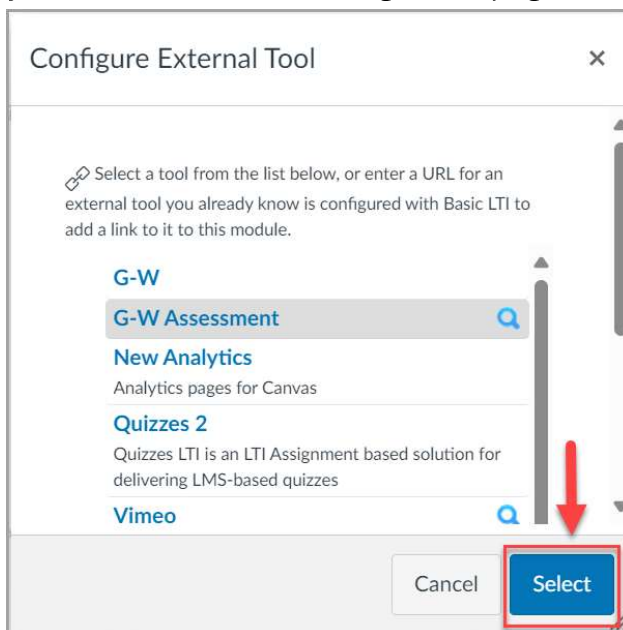 Configure External Tool
Select a tool from the list below, or enter a URL for an
external tool you already know is configured with Basic LTI to
add a link to it to this module.
G-W
G-W Assessment
New Analytics
Analytics pages for Canvas
Quizzes 2
Quizzes LTI is an LTI Assignment based solution for
delivering LMS-based quizzes
Vimeo
Cancel Select